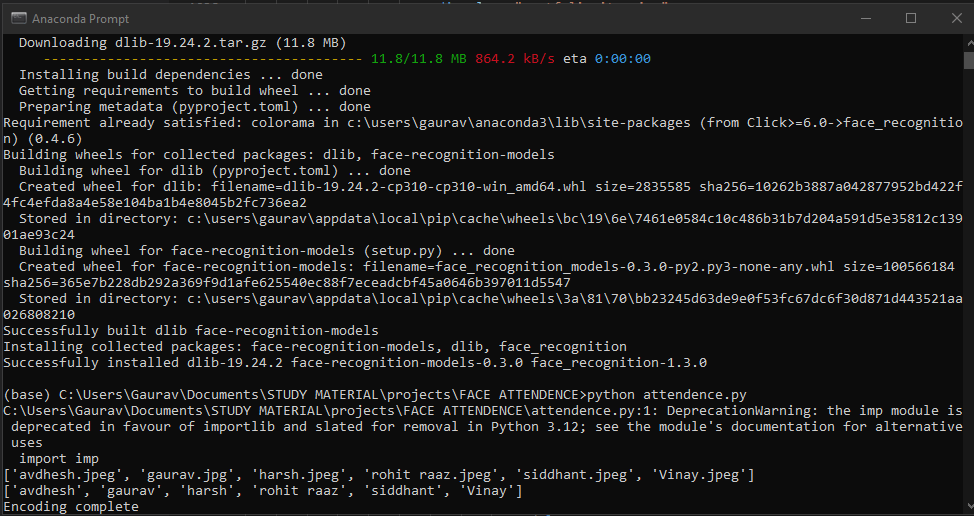 Anaconda Prompt
Downloading dlib-19.24.2.tar.gz (11.8 MB)
---------------------------------------- 11.8/11.8 MB 864.2 kB/s eta 0:00:00
Installing build dependencies ... done
Getting requirements to build wheel ... done
Preparing metadata (pyproject.toml) ... done
Requirement already satisfied: colorama in c:\users\gaurav\anaconda3\lib\site-packages (from Click>=6.0->face_recognitio
n) (0.4.6)
Building wheels for collected packages: dlib, face-recognition-models
Building wheel for dlib (pyproject.toml) ... done
Created wheel for dlib: filename=dlib-19.24.2-cp310-cp310-win_amd64.whl size=2835585 sha256=10262b3887a042877952bd422f
4fc4efda8a4e58e104ba1b4e8045b2fc736ea2
Stored in directory: c:\users\gaurav\appdata\local\pip\cache\wheels\bc\19\6e\7461e0584c10c486b31b7d204a591d5e35812c139
01ae93c24
Building wheel for face-recognition-models (setup.py) ... done
Created wheel for face-recognition-models: filename=face_recognition_models-0.3.0-py2.py3-none-any.whl size=100566184
sha256=365e7b228db292a369f9d1afe625540ec88f7eceadcbf45a0646b397011d5547
Stored in directory: c:\users\gaurav\appdata\local\pip\cache\wheels\3a\81\70\bb23245d63de9e0f53fc67dc6f30d871d443521aa
026808210
Successfully built dlib face-recognition-models
Installing collected packages: face-recognition-models, dlib, face_recognition
Successfully installed dlib-19.24.2 face-recognition-models-0.3.0 face_recognition-1.3.0
(base) C:\Users\Gaurav\Documents\STUDY MATERIAL\projects\FACE ATTENDENCE>python attendence.py
C:\Users\Gaurav\Documents\STUDY MATERIAL\projects\FACE ATTENDENCE\attendence.py:1: DeprecationWarning: the imp module is
deprecated in favour of importlib and slated for removal in Python 3.12; see the module's documentation for alternative
uses
import imp
['avdhesh.jpeg', 'gaurav.jpg', 'harsh.jpeg', 'rohit raaz.jpeg', 'siddhant.jpeg', 'Vinay.jpeg']
['avdhesh', 'gaurav', 'harsh', 'rohit raaz', 'siddhant', 'Vinay']
Encoding complete